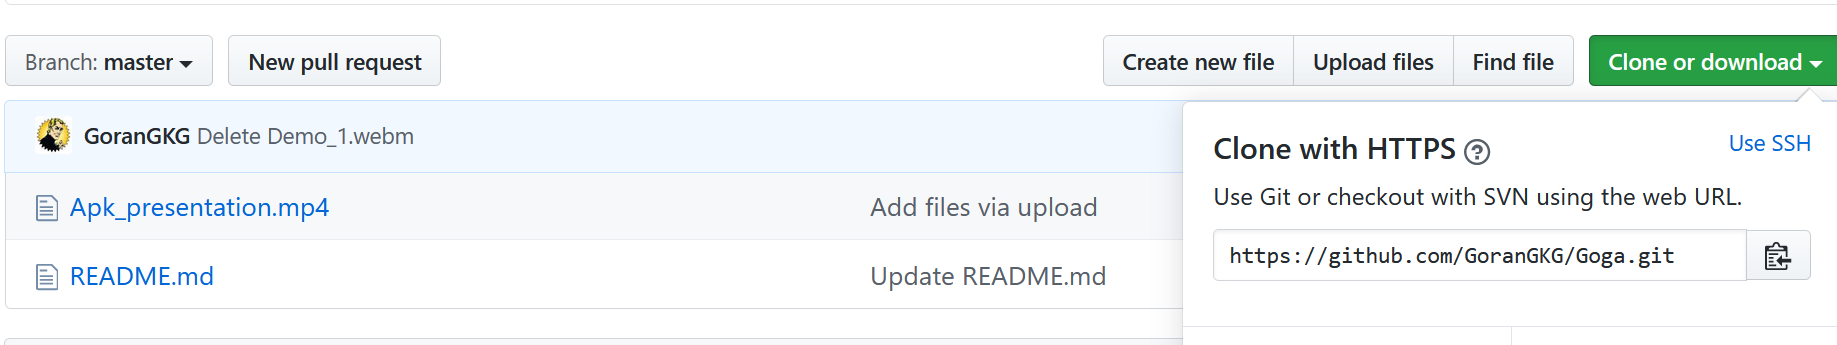 Branch: master New pull request Create new file Upload files Find file Clone or download
GoranGKG Delete Demo_1.webm
Apk_presentation.mp4 Add files via upload
README.md Update README.md
Clone with HTTPS ? Use SSH
Use Git or checkout with SVN using the web URL.
https://github.com/GoranGKG/Goga.git